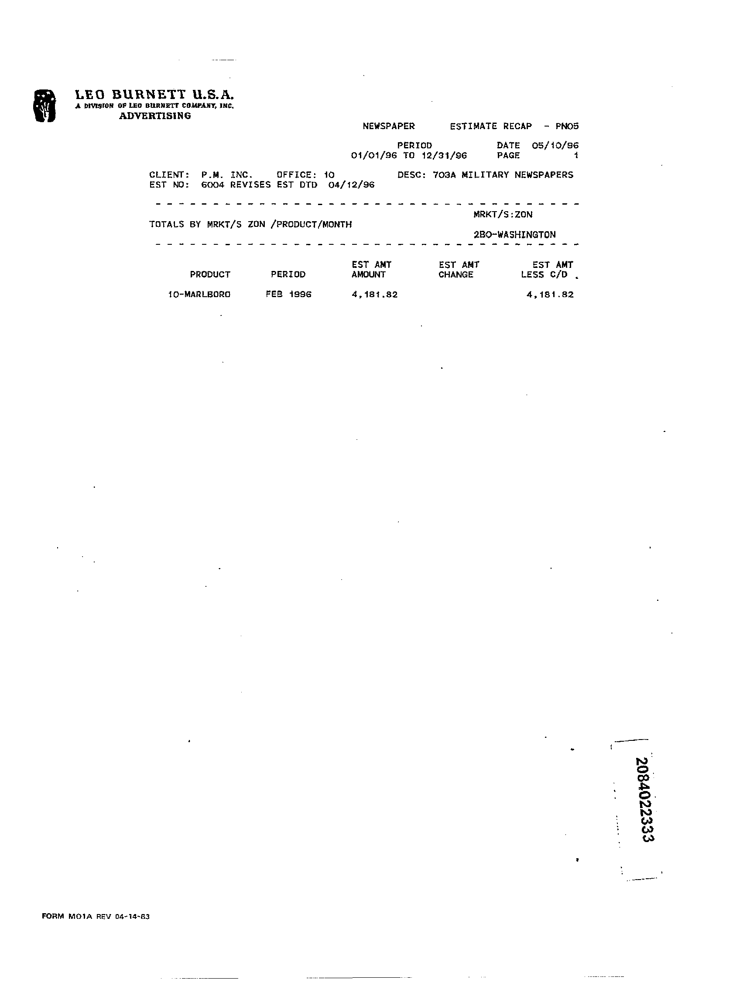 LEO BURNETT U.S.A.
A DIVISION OF LEO BURNETT COMPANY, INC.
ADVERTISING
NEWSPAPER ESTIMATE RECAP - PNO5
PERIOD DATE 05/10/96
01/01/96 TO 12/31/96 PAGE 1
CLIENT: P.M. INC. OFFICE: 10 DESC: 703A MILITARY NEWSPAPERS
EST NO: 6004 REVISES EST DTD 04/12/96
MRKT/S:ZON
TOTALS BY MRKT/S ZON /PRODUCT/MONTH
2BO-WASHINGTON
EST AMT EST AMT EST AMT
PRODUCT PERIOD AMOUNT CHANGE LESS C/D
10-MARLBORO FEB 1996 4,181.82 4,181.82
2084022333
FORM MO1A REV 04-14-83